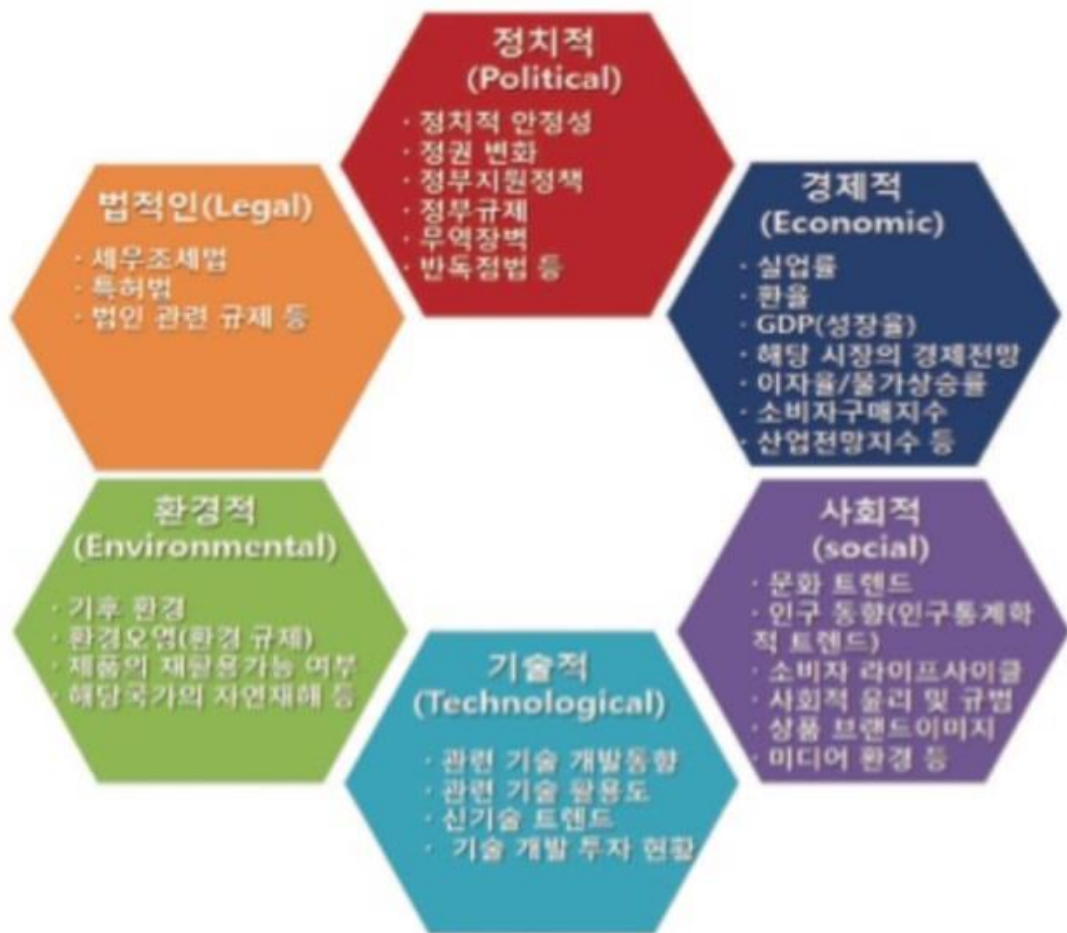 정치적
(Political)
· 정치적 안정성
· 정권 변화
· 정부지원정책
· 정부규제
· 무역장벽
· 반독점법 등
경제적
(Economic)
· 실업률
· 환율
· GDP(성장율)
· 해당 시장의 경제전망
· 이자율/물가상승률
· 소비자구매지수
· 산업전망지수 등
사회적
(social)
· 문화 트렌드
· 인구 동향(인구통계학
적 트렌드)
· 소비자 라이프사이클
· 사회적 윤리 및 규범
· 상품 브랜드이미지
· 미디어 환경 등
기술적
(Technological)
· 관련 기술 개발동향
· 관련 기술 활용도
· 신기술 트렌드
· 기술 개발 투자 현황
환경적
(Environmental)
· 기후 환경
· 환경오염(환경 규제)
· 제품의 재활용가능 여부
· 해당국가의 자연재해 등
법적인(Legal)
· 세무조세법
· 특허법
· 법인 관련 규제 등